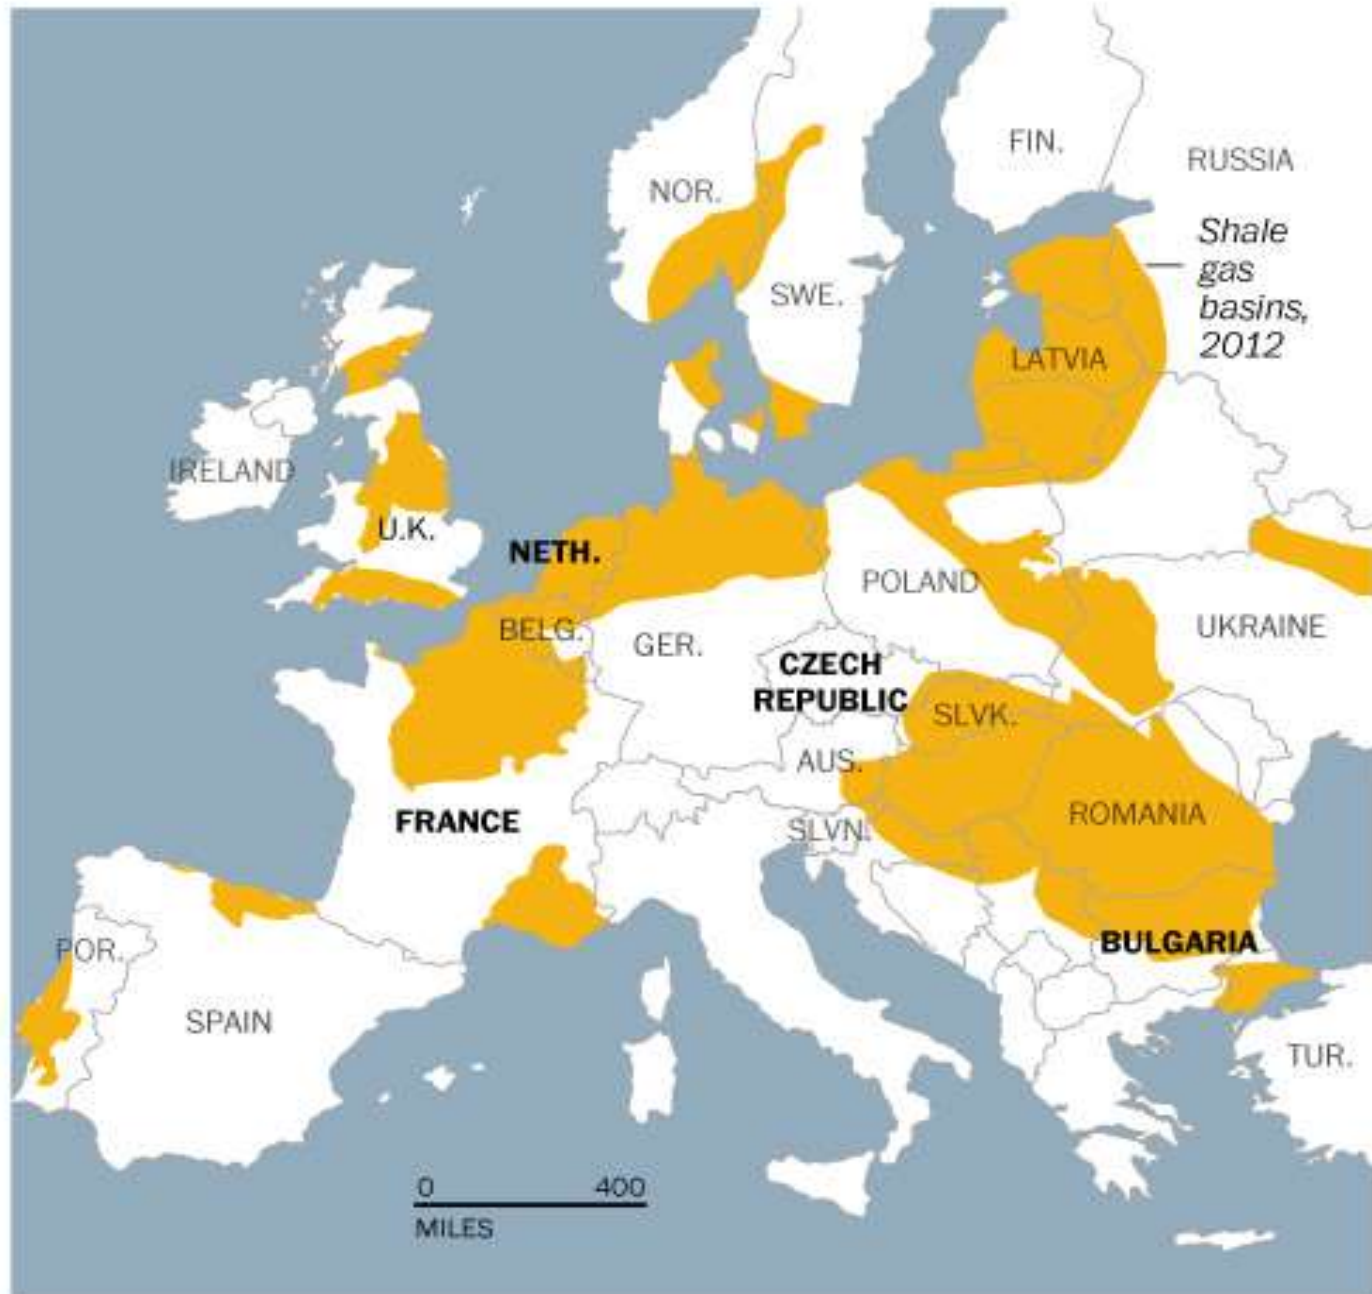 FIN.
RUSSIA
NOR.
Shale
gas
basins,
2012
SWE.
LATVIA
IRELAND
U.K.
NETH.
POLAND
BELG.
UKRAINE
GER.
CZECH
REPUBLIC
SLVK.
AUS.
FRANCE
SLVN.
ROMANIA
POR.
BULGARIA
SPAIN
TUR.
0 400
MILES